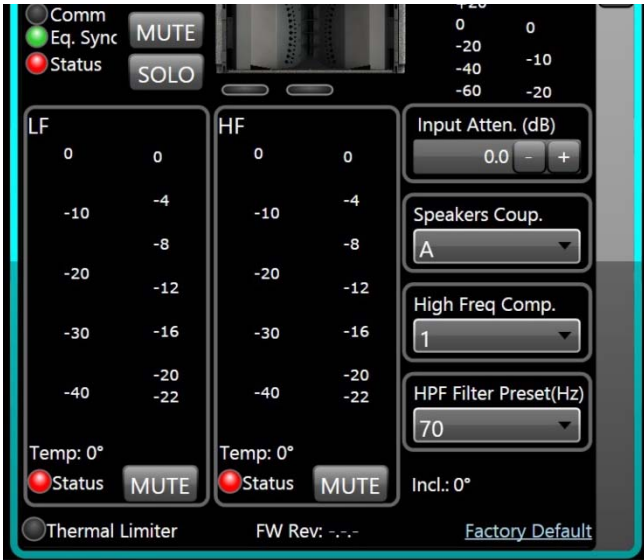 Comm
Eq. Sync
MUTE
Status
SOLO
+20
0 0
-20
-10
-40
-60 -20
LF
0 0
-4
-10
-8
-20
-12
-30 -16
-20
-40 -22
Temp: 0°
Status MUTE
HF
0 0
-4
-10
-8
-20
-12
-30 -16
-20
-40 -22
Temp: 0°
Status MUTE
Input Atten. (dB)
0.0 - +
Speakers Coup.
A
High Freq Comp.
1
HPF Filter Preset(Hz)
70
Incl.: 0°
Thermal Limiter FW Rev: -.-.- Factory Default